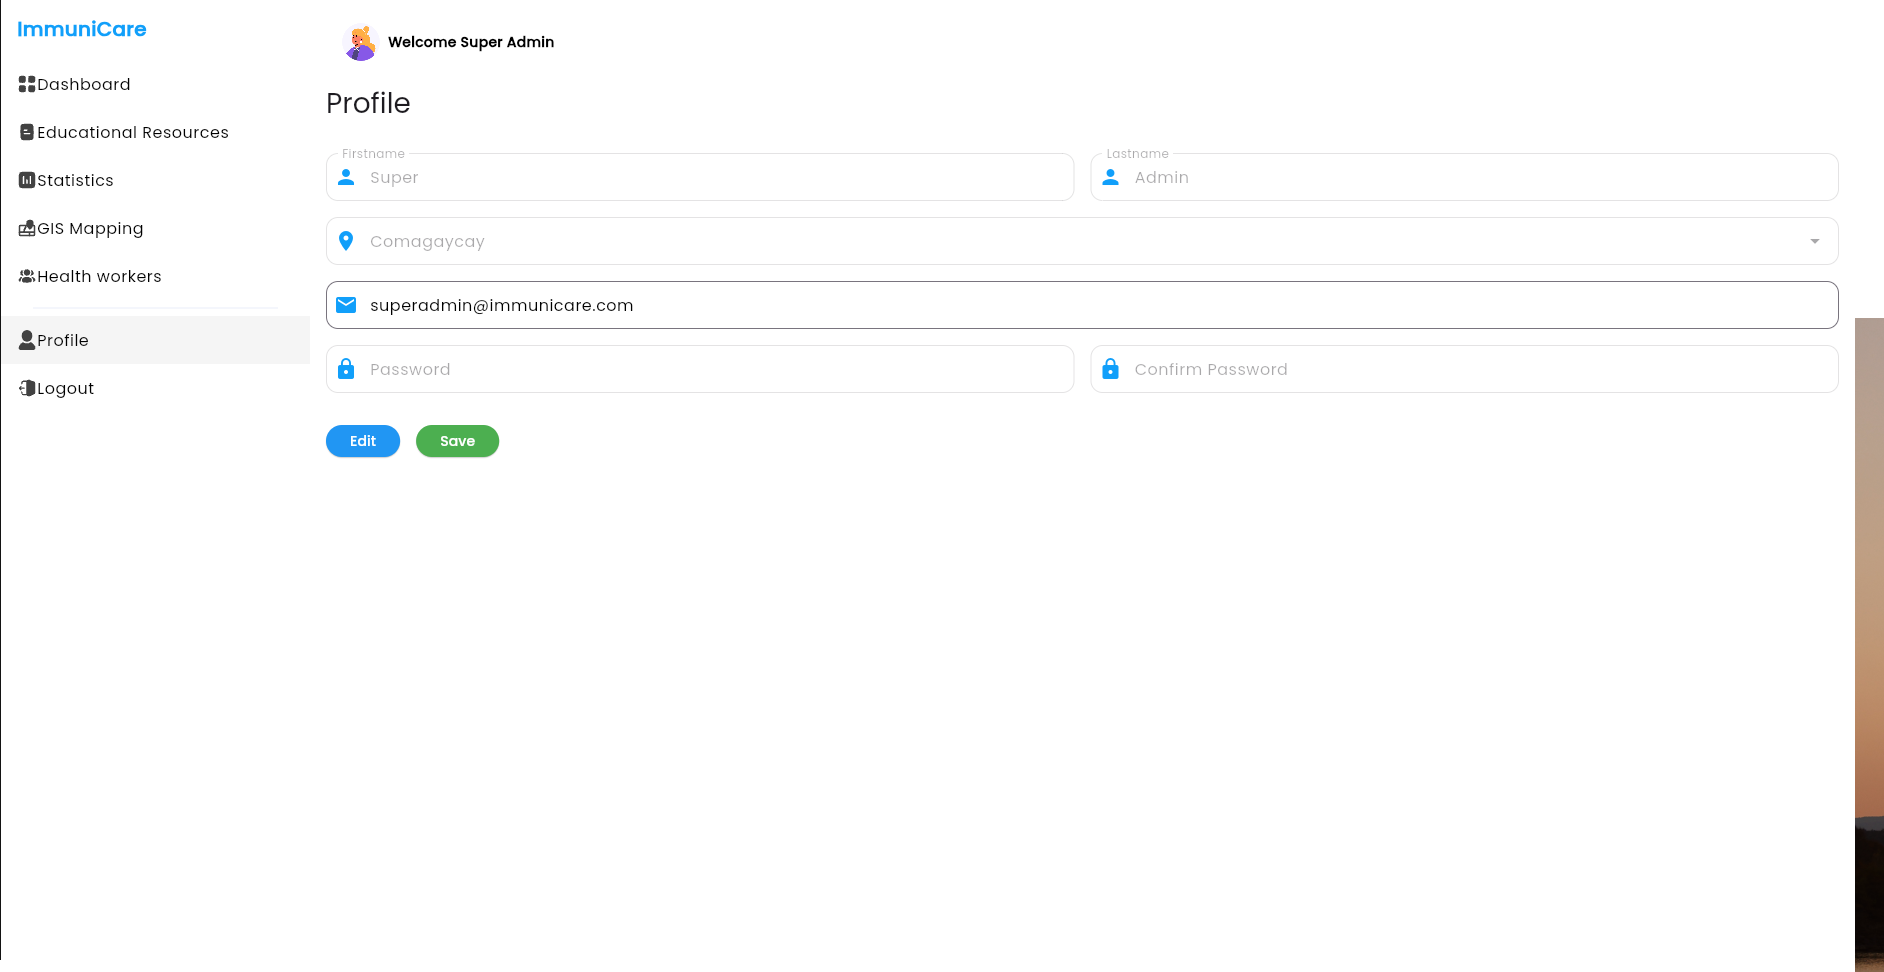 ImmuniCare
Dashboard
Educational Resources
Statistics
GIS Mapping
Health workers
Profile
Logout
Welcome Super Admin
Profile
Firstname
Super
Lastname
Admin
Comagaycay
superadmin@immunicare.com
Password
Confirm Password
Edit
Save